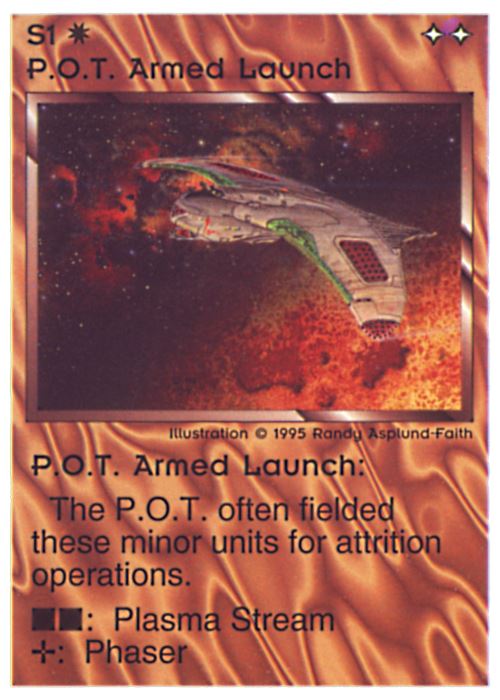 S1
P.O.T. Armed Launch
Illustration © 1995 Randy Asplund-Faith
P.O.T. Armed Launch:
The P.O.T. often fielded
these minor units for attrition
operations.
: Plasma Stream
: Phaser